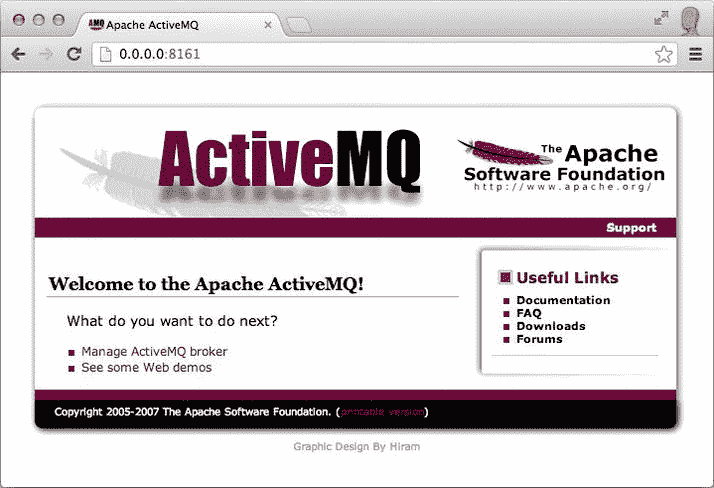 AMQ Apache ActiveMQ
0.0.0.0:8161
ActiveMQ
The Apache
Software Foundation
http://www.apache.org/
Support
Welcome to the Apache ActiveMQ!
What do you want to do next?
Manage ActiveMQ broker
See some Web demos
Useful Links
Documentation
FAQ
Downloads
Forums
Copyright 2005-2007 The Apache Software Foundation. (printable version)
Graphic Design By Hiram